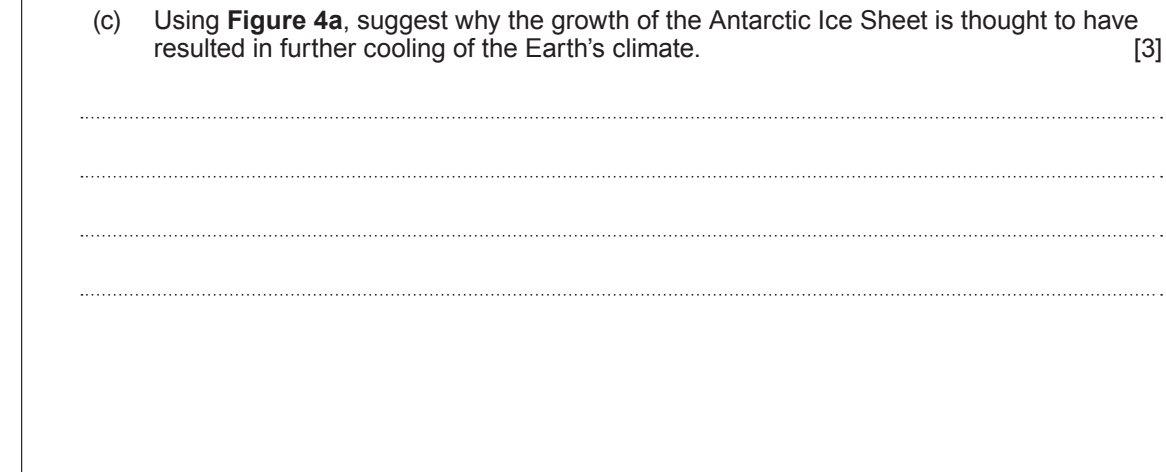 (c) Using Figure 4a, suggest why the growth of the Antarctic Ice Sheet is thought to have
resulted in further cooling of the Earth's climate. [3]